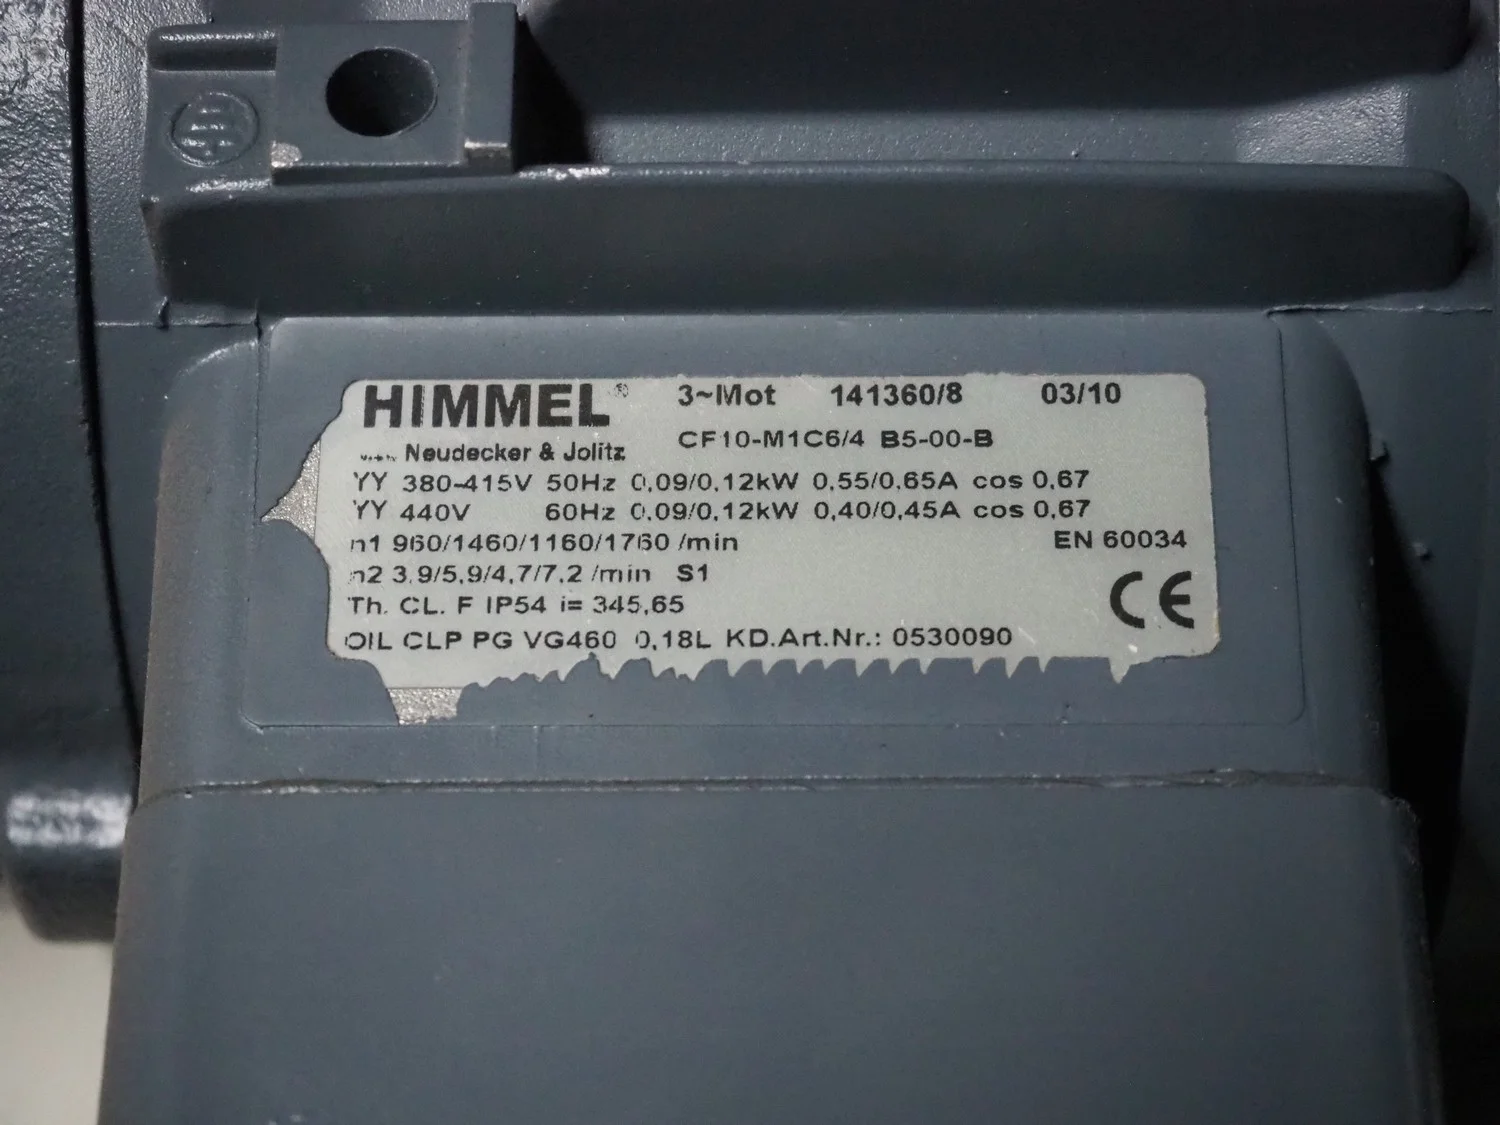 HIMMEL® 3~Mot 141360/8 03/10
Neudecker & Jolitz CF10-M1C6/4 B5-00-B
YY 380-415V 50Hz 0,09/0,12kW 0,55/0,65A cos 0,67
YY 440V 60Hz 0,09/0,12kW 0,40/0,45A cos 0,67
n1 960/1460/1160/1760 /min EN 60034
n2 3,9/5,9/4,7/7,2 /min S1
Th. CL. F IP54 i= 345,65 CE
OIL CLP PG VG460 0,18L KD.Art.Nr.: 0530090